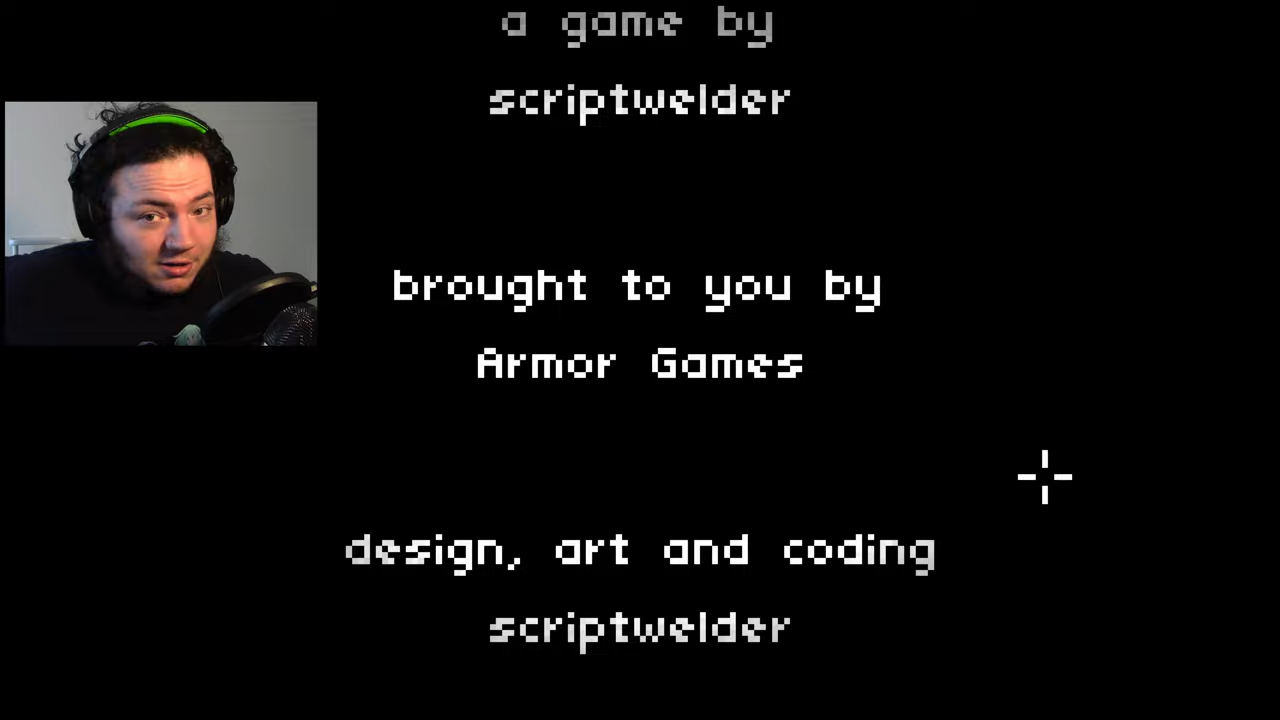 a game by
scriptwelder
brought to you by
Armor Games
design, art and coding
scriptwelder